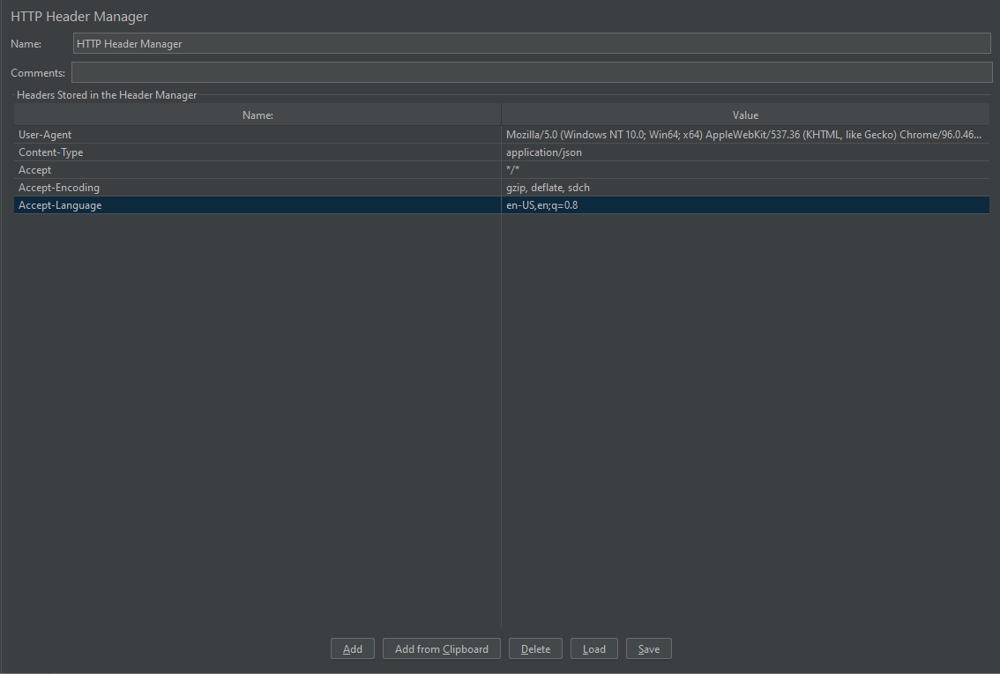 HTTP Header Manager
Name: HTTP Header Manager
Comments:
Headers Stored in the Header Manager
Name: Value
User-Agent Mozilla/5.0 (Windows NT 10.0; Win64; x64) AppleWebKit/537.36 (KHTML, like Gecko) Chrome/96.0.46...
Content-Type application/json
Accept */*
Accept-Encoding gzip, deflate, sdch
Accept-Language en-US,en;q=0.8
Add Add from Clipboard Delete Load Save